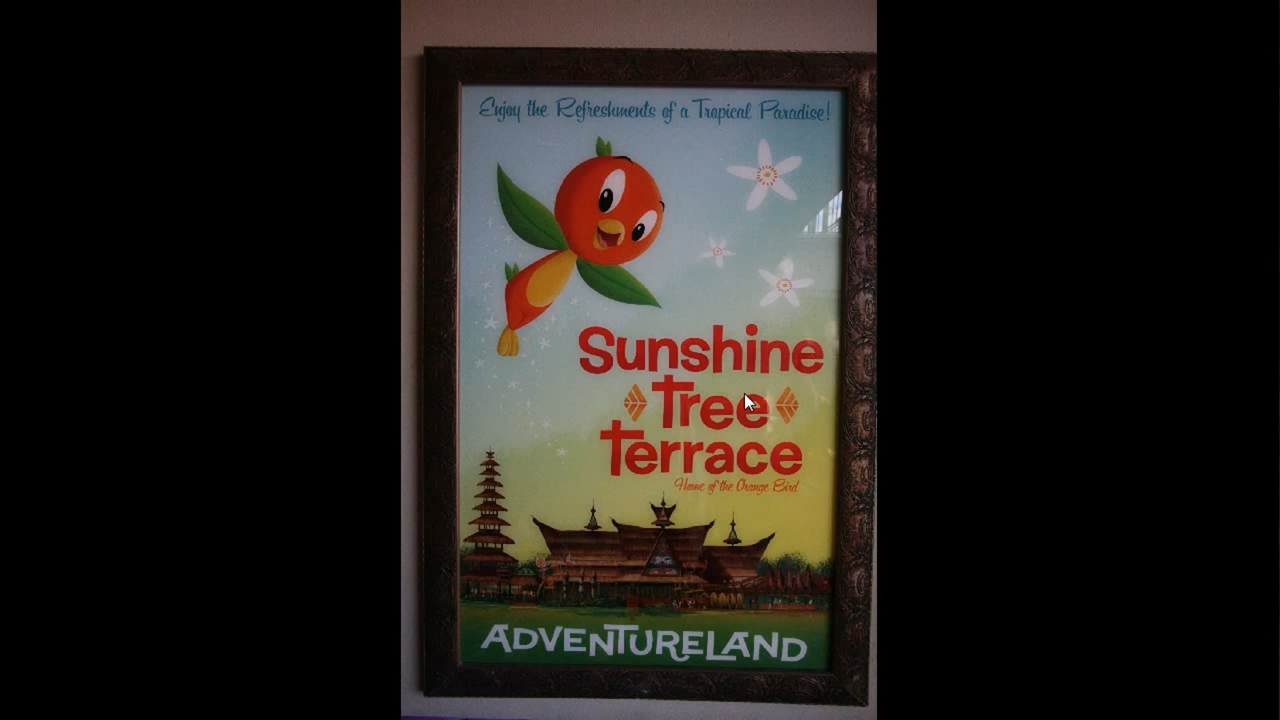 Enjoy the Refreshments of a Tropical Paradise!
Sunshine
Tree
Terrace
Home of the Orange Bird
ADVENTURELAND